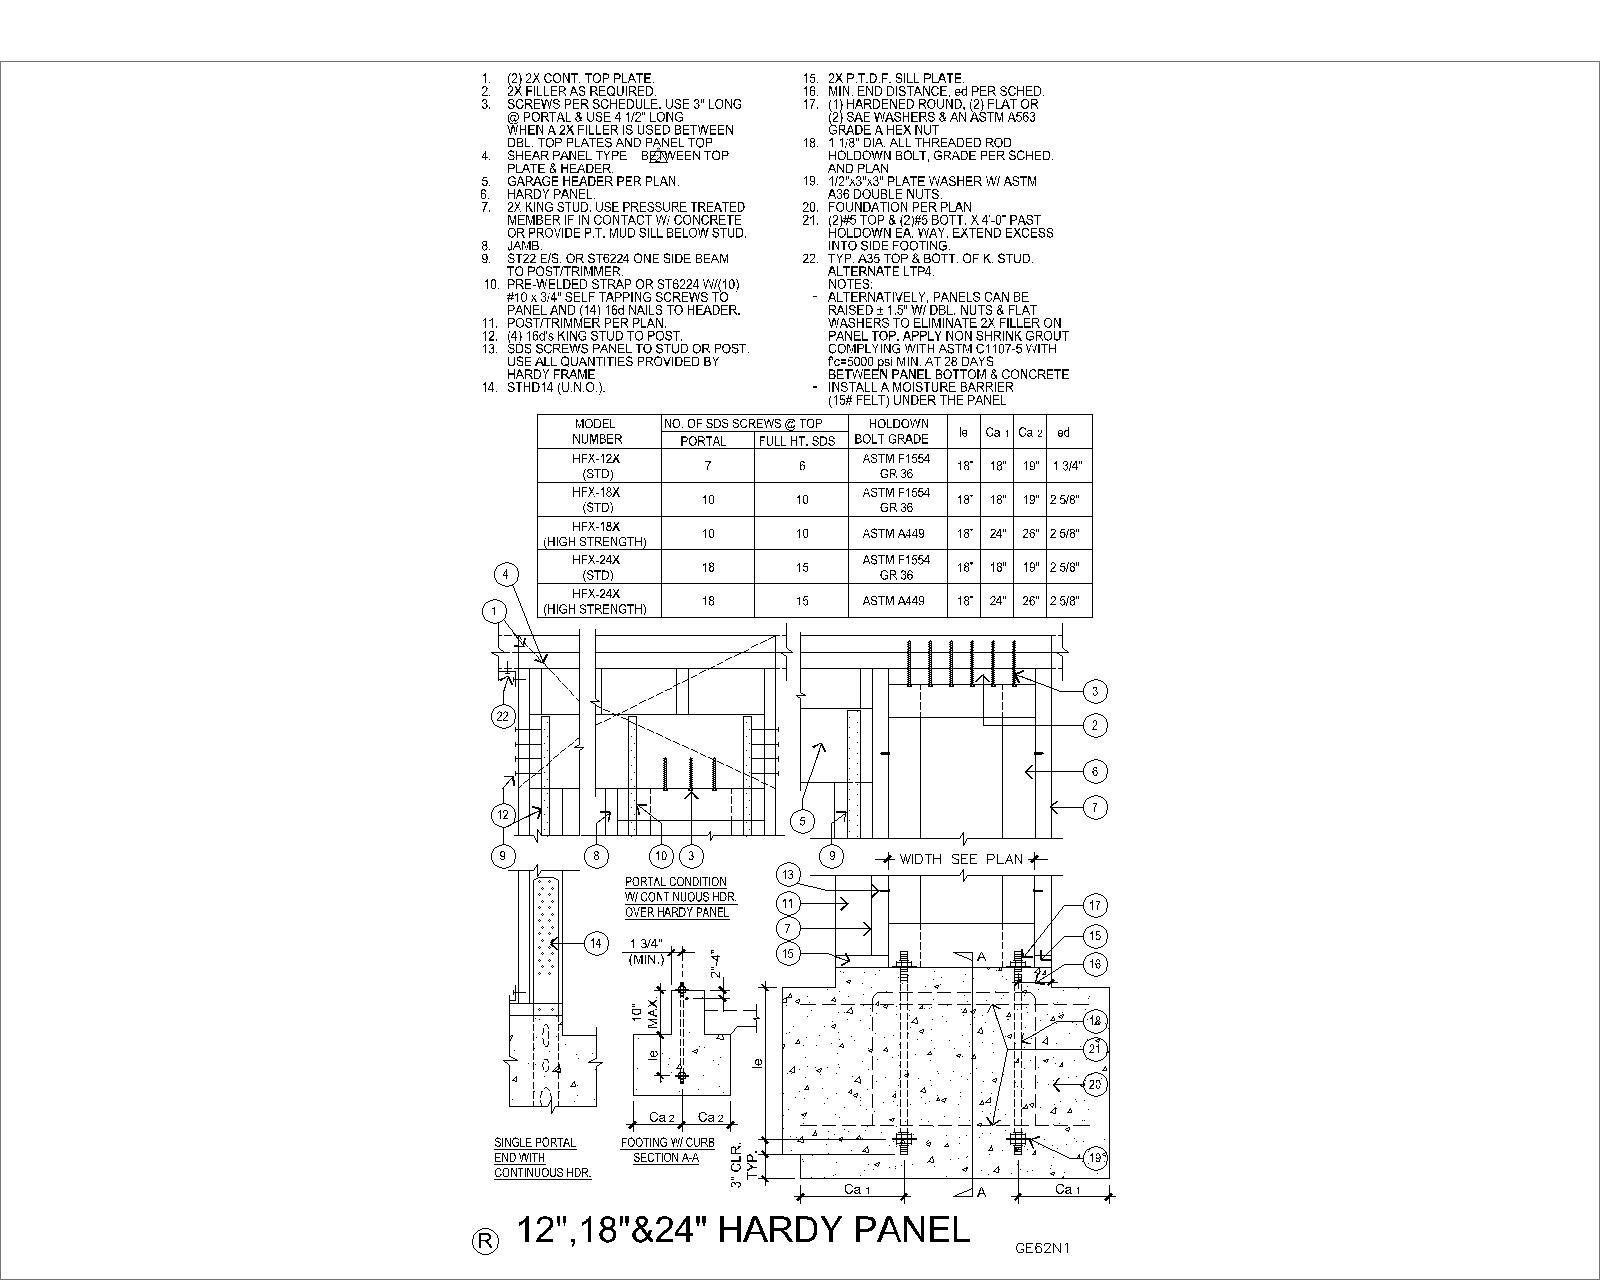 1. (2) 2X CONT. TOP PLATE.
2. 2X FILLER AS REQUIRED.
3. SCREWS PER SCHEDULE. USE 3" LONG
@ PORTAL & USE 4 1/2" LONG
WHEN A 2X FILLER IS USED BETWEEN
DBL. TOP PLATES AND PANEL TOP
4. SHEAR PANEL TYPE BETWEEN TOP
PLATE & HEADER.
5. GARAGE HEADER PER PLAN.
6. HARDY PANEL.
7. 2X KING STUD. USE PRESSURE TREATED
MEMBER IF IN CONTACT W/ CONCRETE
OR PROVIDE P.T. MUD SILL BELOW STUD.
8. JAMB.
9. ST22 E/S. OR ST6224 ONE SIDE BEAM
TO POST/TRIMMER.
10. PRE-WELDED STRAP OR ST6224 W/(10)
#10 x 3/4" SELF TAPPING SCREWS TO
PANEL AND (14) 16d NAILS TO HEADER.
11. POST/TRIMMER PER PLAN.
12. (4) 16d's KING STUD TO POST.
13. SDS SCREWS PANEL TO STUD OR POST.
USE ALL QUANTITIES PROVIDED BY
HARDY FRAME
14. STHD14 (U.N.O.).
15. 2X P.T.D.F. SILL PLATE.
16. MIN. END DISTANCE, ed PER SCHED.
17. (1) HARDENED ROUND, (2) FLAT OR
(2) SAE WASHERS & AN ASTM A563
GRADE A HEX NUT
18. 1 1/8" DIA. ALL THREADED ROD
HOLDOWN BOLT, GRADE PER SCHED.
AND PLAN
19. 1/2"x3"x3" PLATE WASHER W/ ASTM
A36 DOUBLE NUTS.
20. FOUNDATION PER PLAN
21. (2)#5 TOP & (2)#5 BOTT. X 4'-0" PAST
HOLDOWN EA. WAY. EXTEND EXCESS
INTO SIDE FOOTING.
22. TYP. A35 TOP & BOTT. OF K. STUD.
ALTERNATE LTP4.
NOTES:
- ALTERNATIVELY, PANELS CAN BE
RAISED ± 1.5" W/ DBL. NUTS & FLAT
WASHERS TO ELIMINATE 2X FILLER ON
PANEL TOP. APPLY NON SHRINK GROUT
COMPLYING WITH ASTM C1107-5 WITH
f'c=5000 psi MIN. AT 28 DAYS
BETWEEN PANEL BOTTOM & CONCRETE
- INSTALL A MOISTURE BARRIER
(15# FELT) UNDER THE PANEL
MODEL NUMBER NO. OF SDS SCREWS @ TOP HOLDOWN BOLT GRADE le Ca 1 Ca 2 ed
PORTAL FULL HT. SDS
HFX-12X (STD) 7 6 ASTM F1554 GR 36 18" 18" 19" 1 3/4"
HFX-18X (STD) 10 10 ASTM F1554 GR 36 18" 18" 19" 2 5/8"
HFX-18X (HIGH STRENGTH) 10 10 ASTM A449 18" 24" 26" 2 5/8"
HFX-24X (STD) 18 15 ASTM F1554 GR 36 18" 18" 19" 2 5/8"
HFX-24X (HIGH STRENGTH) 18 15 ASTM A449 18" 24" 26" 2 5/8"
4
1
22
12
9
8
10
3
5
9
3
2
6
7
WIDTH SEE PLAN
PORTAL CONDITION
W/ CONT NUOUS HDR.
OVER HARDY PANEL
13
11
7
15
17
15
16
18
21
20
19
14
1 3/4"
(MIN.)
2"-4"
10"
MAX.
le
le
A
Ca 2 Ca 2
3" CLR.
TYP.
SINGLE PORTAL
END WITH
CONTINUOUS HDR.
FOOTING W/ CURB
SECTION A-A
Ca 1
A
Ca 1
R 12",18"&24" HARDY PANEL
GE62N1